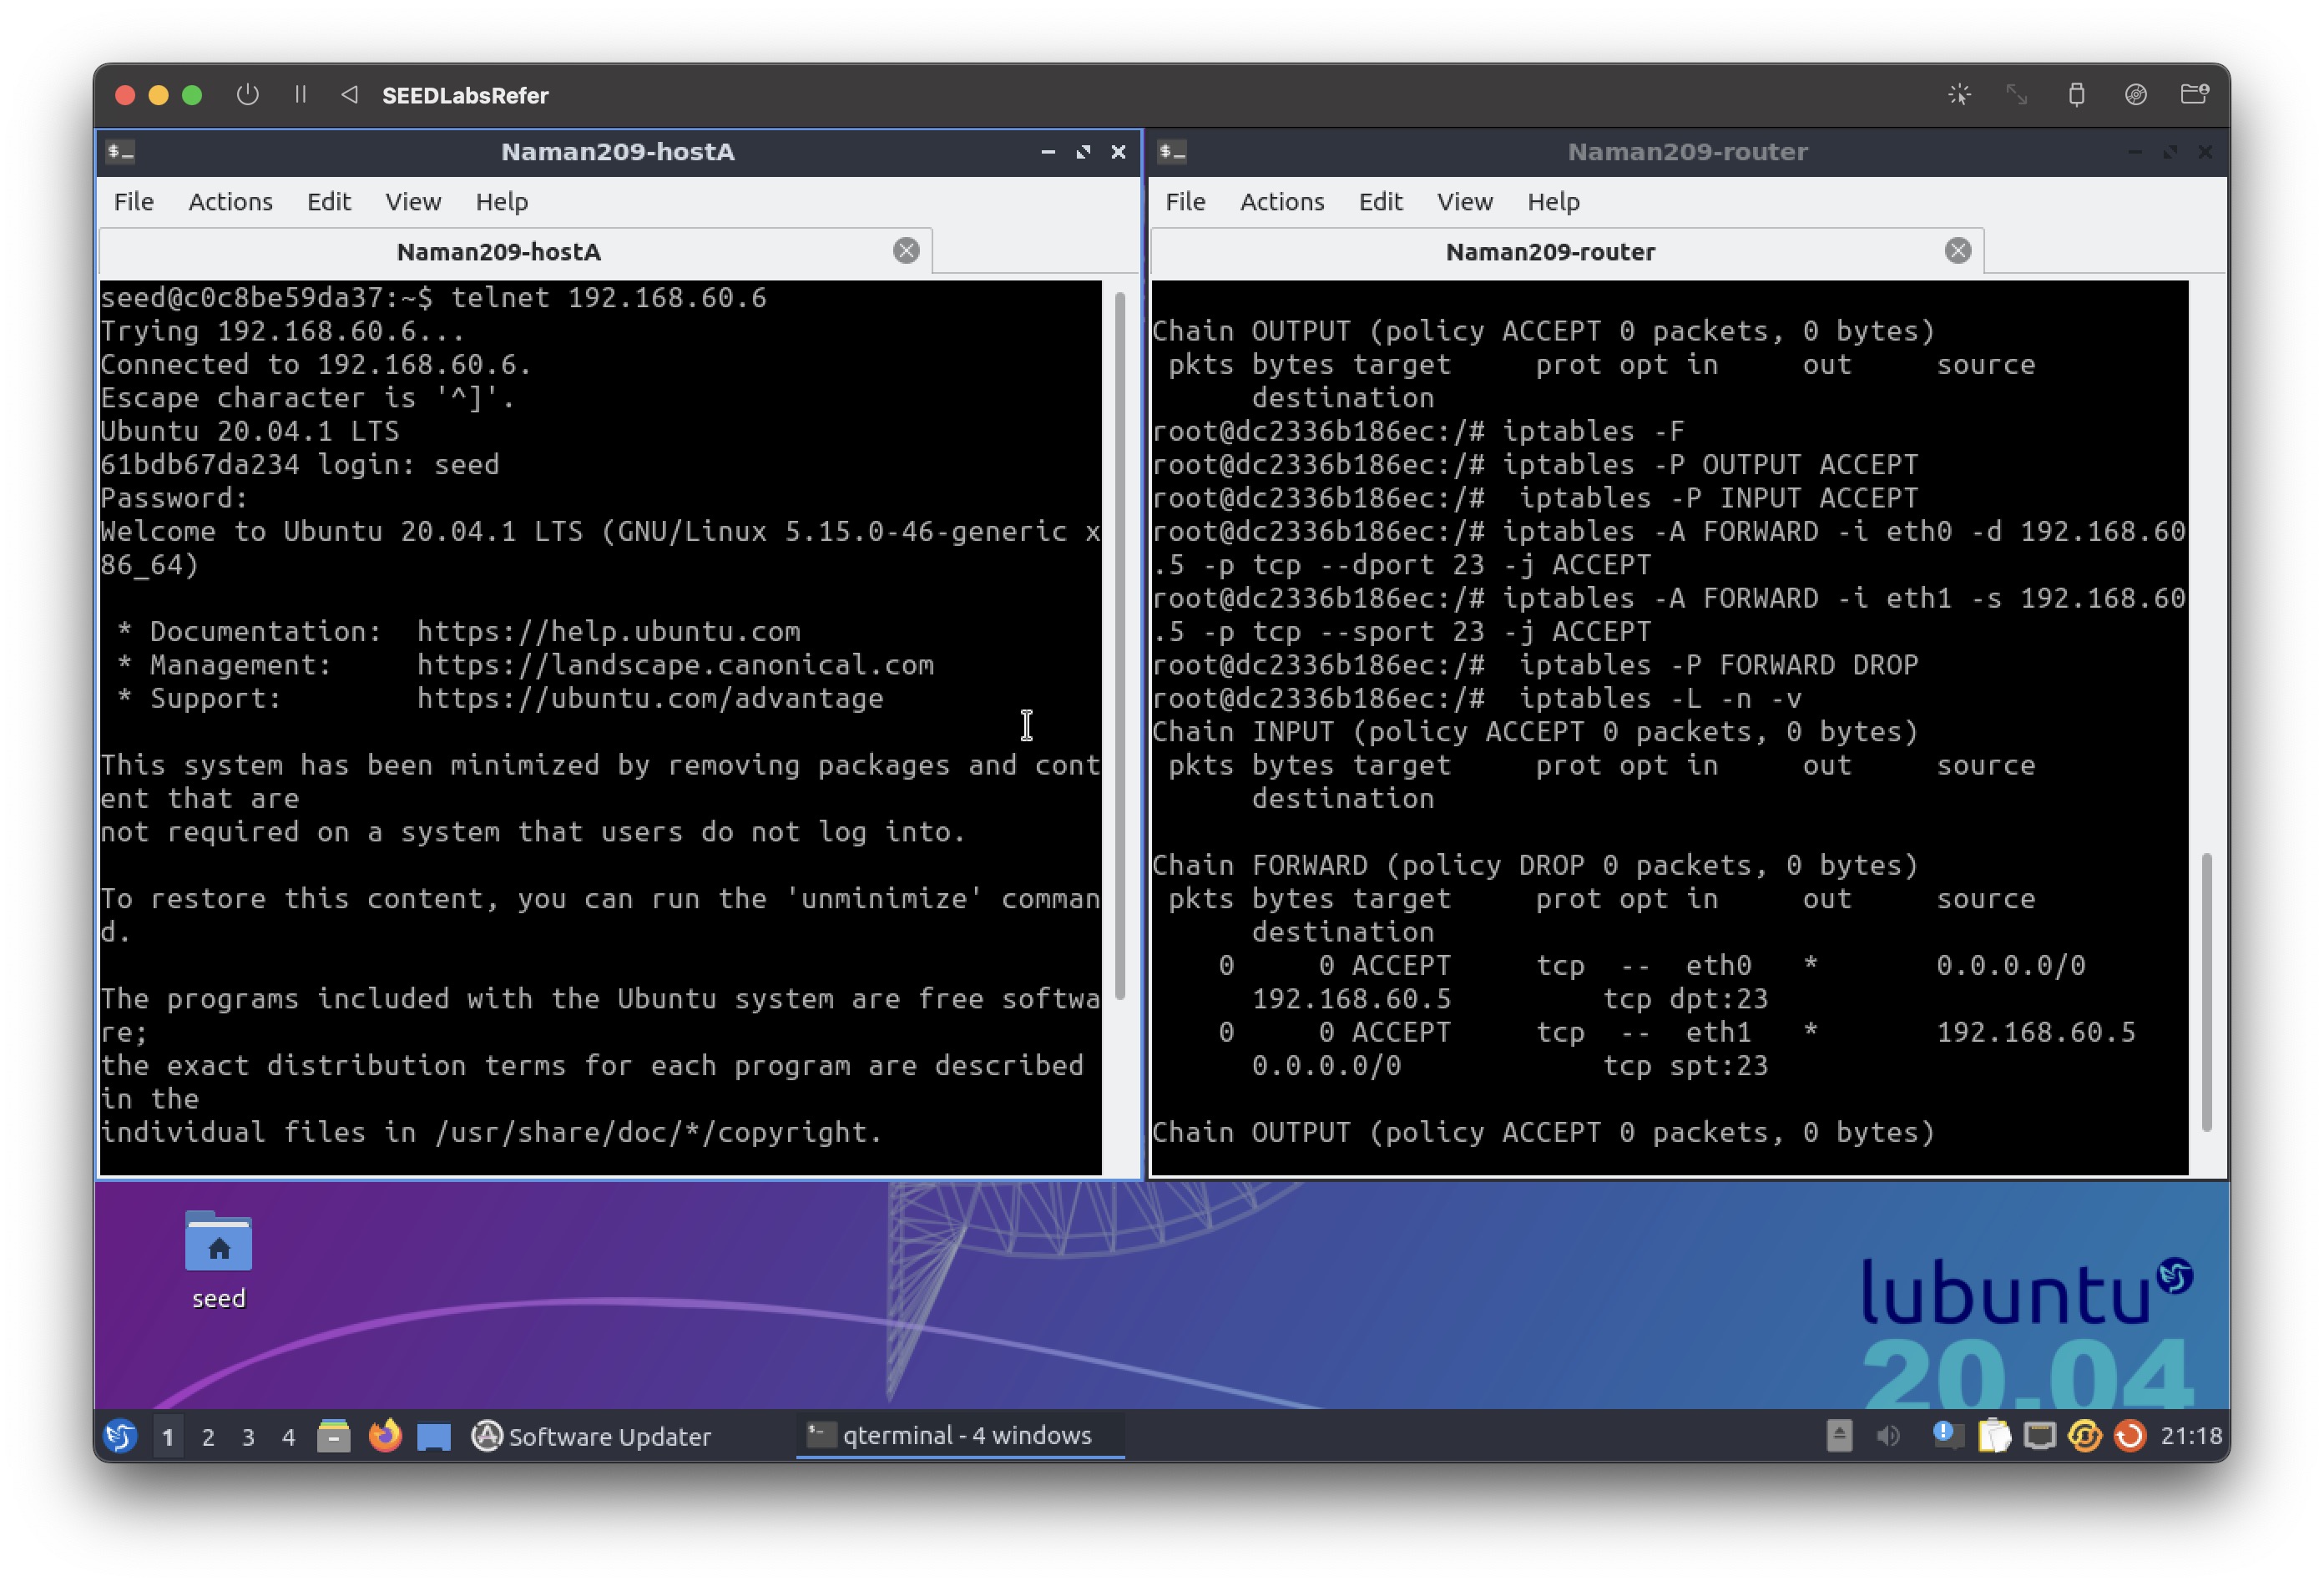 SEEDLabsRefer
Naman209-hostA
File Actions Edit View Help
Naman209-hostA
seed@c0c8be59da37:~$ telnet 192.168.60.6
Trying 192.168.60.6...
Connected to 192.168.60.6.
Escape character is '^]'.
Ubuntu 20.04.1 LTS
61bdb67da234 login: seed
Password:
Welcome to Ubuntu 20.04.1 LTS (GNU/Linux 5.15.0-46-generic x
86_64)
 * Documentation:  https://help.ubuntu.com
 * Management:     https://landscape.canonical.com
 * Support:        https://ubuntu.com/advantage
This system has been minimized by removing packages and cont
ent that are
not required on a system that users do not log into.
To restore this content, you can run the 'unminimize' comman
d.
The programs included with the Ubuntu system are free softwa
re;
the exact distribution terms for each program are described
in the
individual files in /usr/share/doc/*/copyright.
Naman209-router
File Actions Edit View Help
Naman209-router
Chain OUTPUT (policy ACCEPT 0 packets, 0 bytes)
 pkts bytes target     prot opt in     out     source
      destination
root@dc2336b186ec:/# iptables -F
root@dc2336b186ec:/# iptables -P OUTPUT ACCEPT
root@dc2336b186ec:/#  iptables -P INPUT ACCEPT
root@dc2336b186ec:/# iptables -A FORWARD -i eth0 -d 192.168.60
.5 -p tcp --dport 23 -j ACCEPT
root@dc2336b186ec:/# iptables -A FORWARD -i eth1 -s 192.168.60
.5 -p tcp --sport 23 -j ACCEPT
root@dc2336b186ec:/#  iptables -P FORWARD DROP
root@dc2336b186ec:/#  iptables -L -n -v
Chain INPUT (policy ACCEPT 0 packets, 0 bytes)
 pkts bytes target     prot opt in     out     source
      destination
Chain FORWARD (policy DROP 0 packets, 0 bytes)
 pkts bytes target     prot opt in     out     source
      destination
    0     0 ACCEPT     tcp  --  eth0   *       0.0.0.0/0
      192.168.60.5         tcp dpt:23
    0     0 ACCEPT     tcp  --  eth1   *       192.168.60.5
      0.0.0.0/0            tcp spt:23
Chain OUTPUT (policy ACCEPT 0 packets, 0 bytes)
seed
lubuntu
20.04
1 2 3 4 Software Updater qterminal - 4 windows 21:18